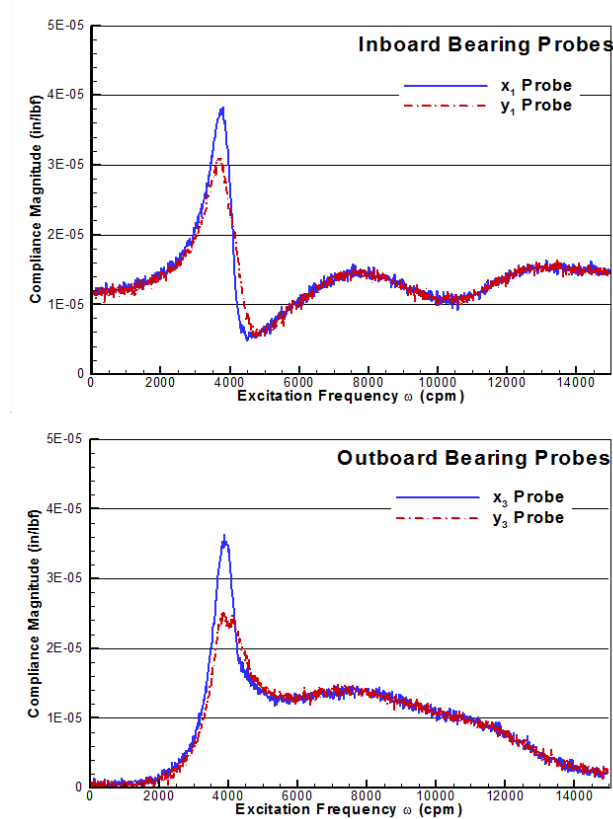 Inboard Bearing Probes
x1 Probe
y1 Probe
Compliance Magnitude (in/lbf)
5E-05
4E-05
3E-05
2E-05
1E-05
0
0 2000 4000 6000 8000 10000 12000 14000
Excitation Frequency ω (cpm)
Outboard Bearing Probes
x3 Probe
y3 Probe
Compliance Magnitude (in/lbf)
5E-05
4E-05
3E-05
2E-05
1E-05
0
0 2000 4000 6000 8000 10000 12000 14000
Excitation Frequency ω (cpm)